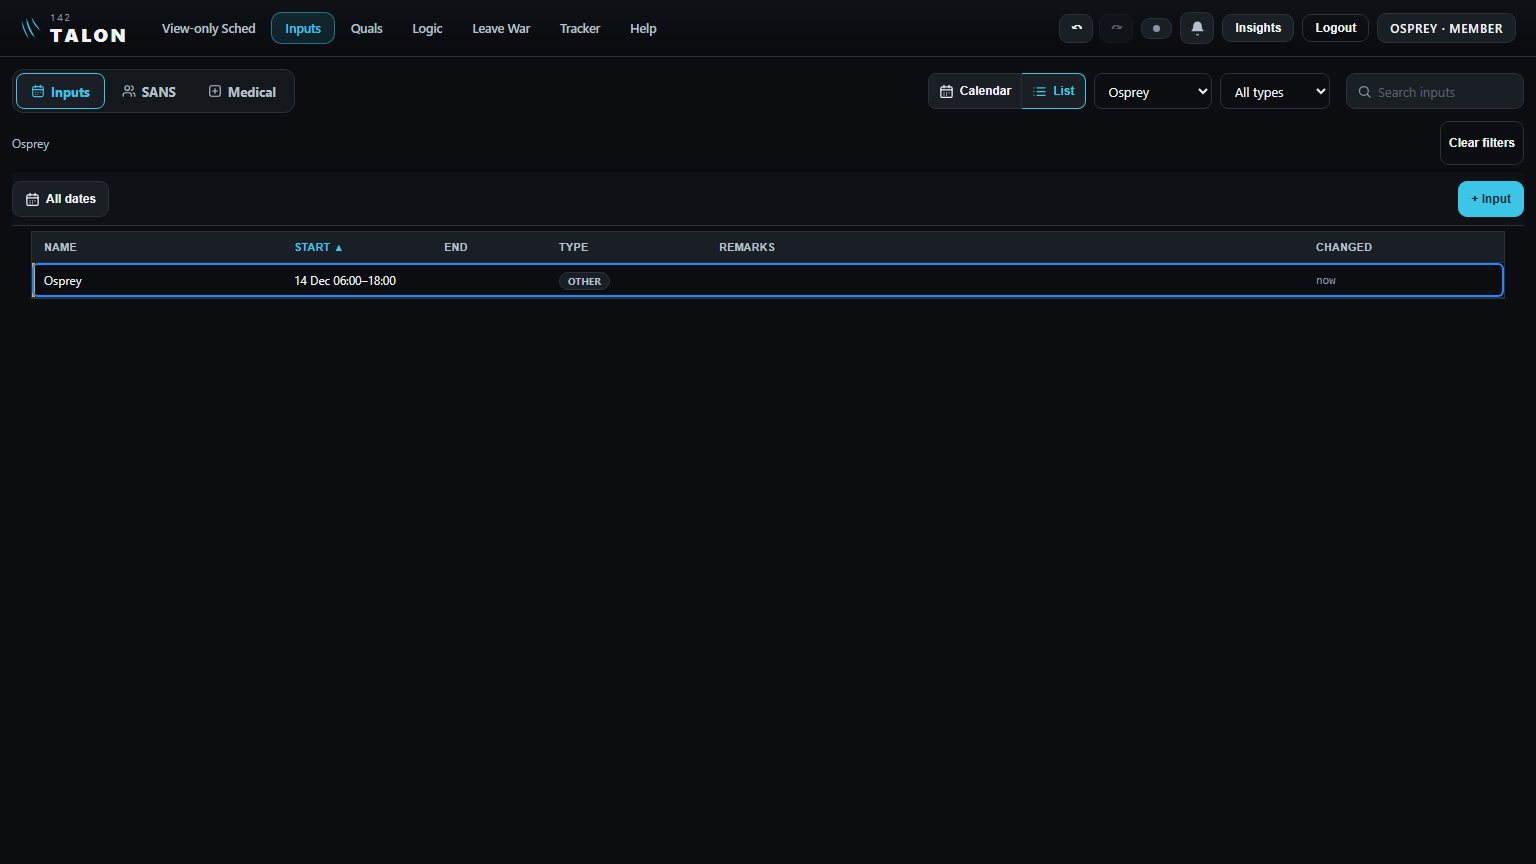 142
TALON
View-only Sched
Inputs
Quals
Logic
Leave War
Tracker
Help
Insights
Logout
OSPREY · MEMBER
Inputs
SANS
Medical
Calendar
List
Osprey
All types
Search inputs
Osprey
Clear filters
All dates
+ Input
NAME START ▲ END TYPE REMARKS CHANGED
Osprey 14 Dec 06:00–18:00 OTHER now